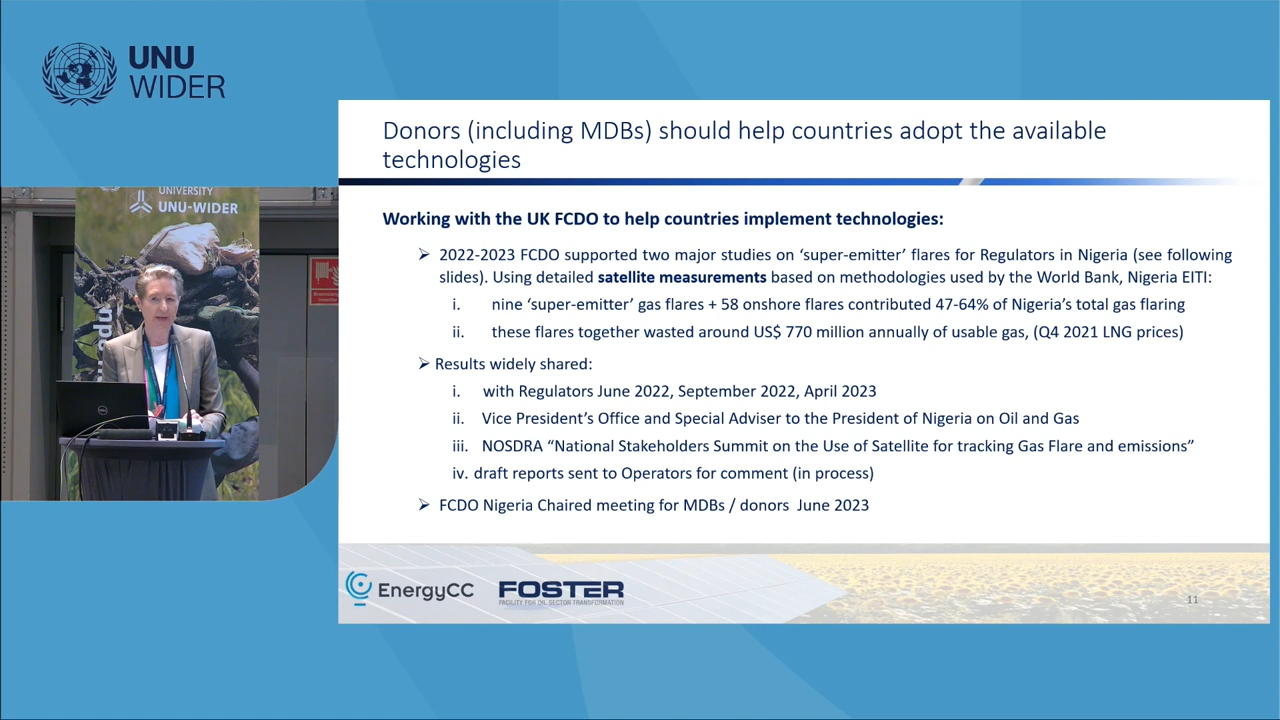 UNU
WIDER
Donors (including MDBs) should help countries adopt the available
technologies
Working with the UK FCDO to help countries implement technologies:
➢ 2022-2023 FCDO supported two major studies on ‘super-emitter’ flares for Regulators in Nigeria (see following
slides). Using detailed satellite measurements based on methodologies used by the World Bank, Nigeria EITI:
i. nine ‘super-emitter’ gas flares + 58 onshore flares contributed 47-64% of Nigeria’s total gas flaring
ii. these flares together wasted around US$ 770 million annually of usable gas, (Q4 2021 LNG prices)
➢ Results widely shared:
i. with Regulators June 2022, September 2022, April 2023
ii. Vice President’s Office and Special Adviser to the President of Nigeria on Oil and Gas
iii. NOSDRA “National Stakeholders Summit on the Use of Satellite for tracking Gas Flare and emissions”
iv. draft reports sent to Operators for comment (in process)
➢ FCDO Nigeria Chaired meeting for MDBs / donors June 2023
EnergyCC
FOSTER
FACILITY FOR OIL SECTOR TRANSFORMATION
11
UNIVERSITY
UNU-WIDER
DELL